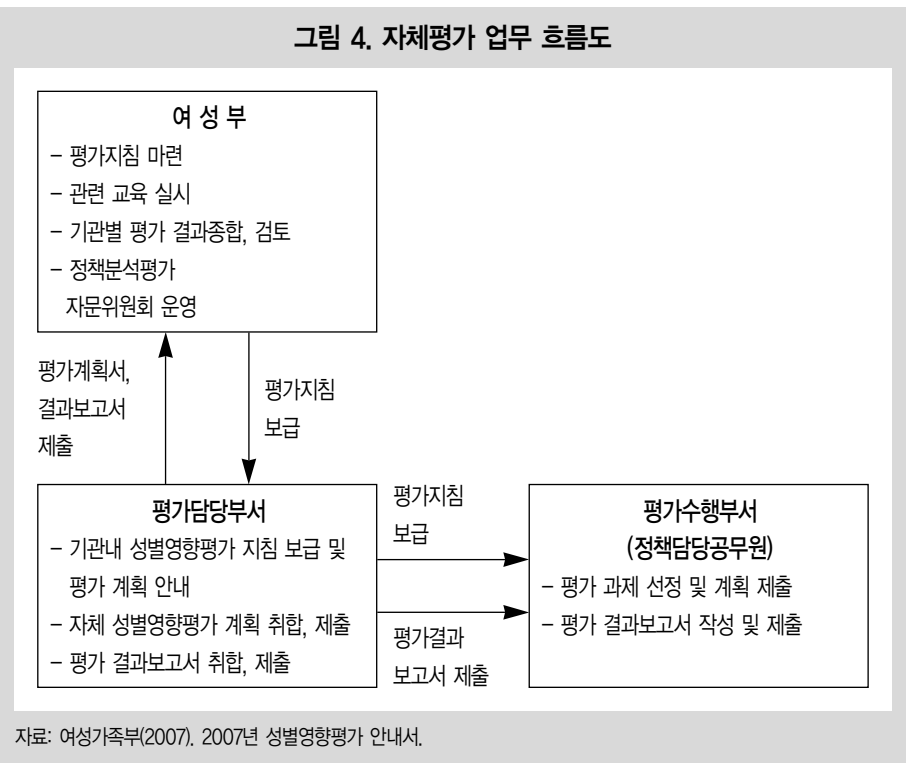 그림 4. 자체평가 업무 흐름도
여 성 부
– 평가지침 마련
– 관련 교육 실시
– 기관별 평가 결과종합, 검토
– 정책분석평가
자문위원회 운영
평가계획서,
결과보고서
제출
평가지침
보급
평가담당부서
– 기관내 성별영향평가 지침 보급 및
평가 계획 안내
– 자체 성별영향평가 계획 취합, 제출
– 평가 결과보고서 취합, 제출
평가지침
보급
평가결과
보고서 제출
평가수행부서
(정책담당공무원)
– 평가 과제 선정 및 계획 제출
– 평가 결과보고서 작성 및 제출
자료: 여성가족부(2007). 2007년 성별영향평가 안내서.